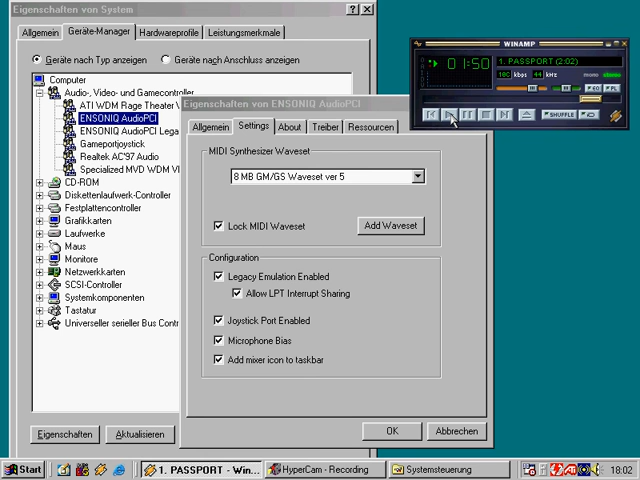 Eigenschaften von System
Allgemein Geräte-Manager Hardwareprofile Leistungsmerkmale
Geräte nach Typ anzeigen Geräte nach Anschluss anzeigen
Computer
Audio-, Video- und Gamecontroller
ATI WDM Rage Theater V
ENSONIQ AudioPCI
ENSONIQ AudioPCI Lega
Gameportjoystick
Realtek AC'97 Audio
Specialized MVD WDM VI
CD-ROM
Diskettenlaufwerk-Controller
Festplattencontroller
Grafikkarten
Laufwerke
Maus
Monitore
Netzwerkkarten
SCSI-Controller
Systemkomponenten
Tastatur
Universeller serieller Bus Contr
Eigenschaften Aktualisieren
Eigenschaften von ENSONIQ AudioPCI
Allgemein Settings About Treiber Ressourcen
MIDI Synthesizer Waveset
8 MB GM/GS Waveset ver 5
Lock MIDI Waveset Add Waveset
Configuration
Legacy Emulation Enabled
Allow LPT Interrupt Sharing
Joystick Port Enabled
Microphone Bias
Add mixer icon to taskbar
OK Abbrechen
WINAMP
01:50 1. PASSPORT (2:02)
kbps 44 kHz mono stereo
EQ PL
SHUFFLE
Start 1. PASSPORT - Win... HyperCam - Recording Systemsteuerung 18:02